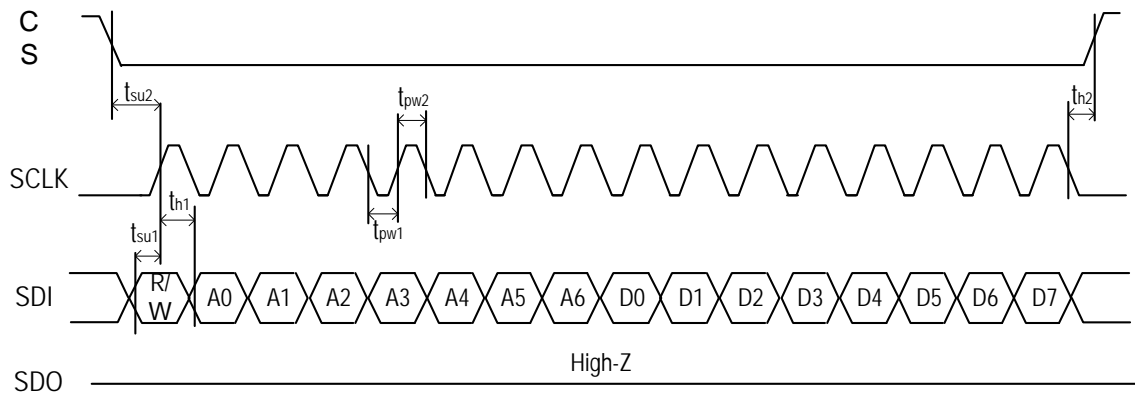 C
S
tsu2
tpw2
th2
SCLK
th1
tpw1
tsu1
SDI
R/
W
A0 A1 A2 A3 A4 A5 A6 D0 D1 D2 D3 D4 D5 D6 D7
High-Z
SDO